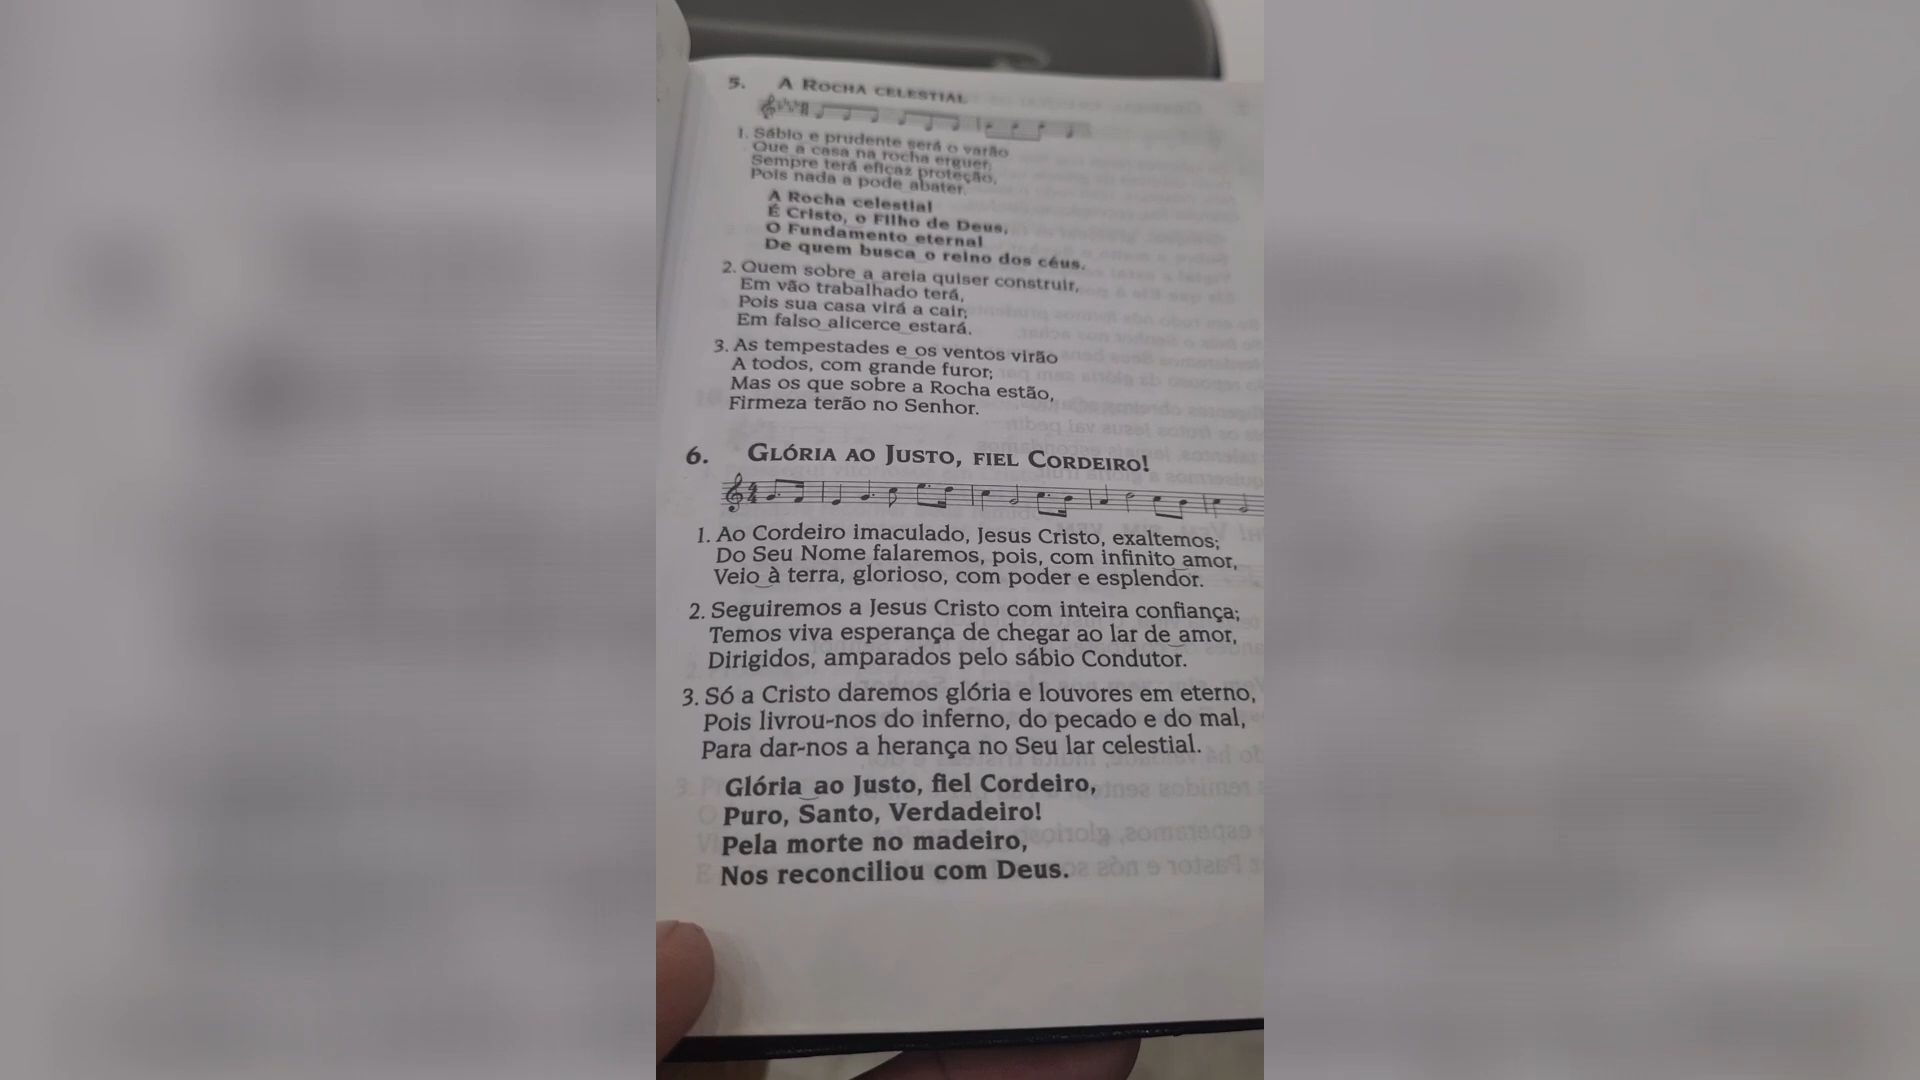 5. A Rocha celestial
1. Sábio e prudente será o varão
Que a casa na rocha erguer;
Sempre terá eficaz proteção,
Pois nada a pode abater.
A Rocha celestial
É Cristo, o Filho de Deus,
O Fundamento eternal
De quem busca o reino dos céus.
2. Quem sobre a areia quiser construir,
Em vão trabalhado terá,
Pois sua casa virá a cair;
Em falso alicerce estará.
3. As tempestades e os ventos virão
A todos, com grande furor;
Mas os que sobre a Rocha estão,
Firmeza terão no Senhor.
6. Glória ao Justo, fiel Cordeiro!
1. Ao Cordeiro imaculado, Jesus Cristo, exaltemos;
Do Seu Nome falaremos, pois, com infinito amor,
Veio à terra, glorioso, com poder e esplendor.
2. Seguiremos a Jesus Cristo com inteira confiança;
Temos viva esperança de chegar ao lar de amor,
Dirigidos, amparados pelo sábio Condutor.
3. Só a Cristo daremos glória e louvores em eterno,
Pois livrou-nos do inferno, do pecado e do mal,
Para dar-nos a herança no Seu lar celestial.
Glória ao Justo, fiel Cordeiro,
Puro, Santo, Verdadeiro!
Pela morte no madeiro,
Nos reconciliou com Deus.